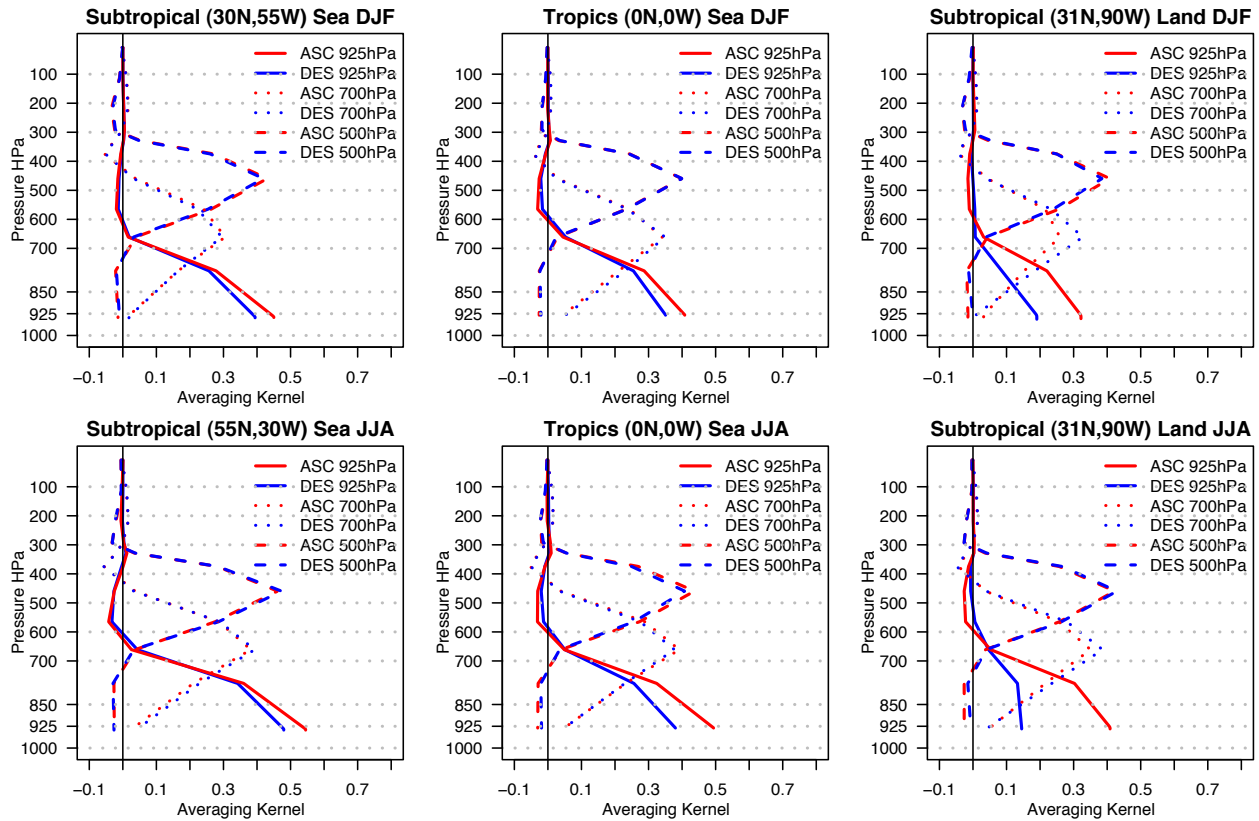 Subtropical (30N,55W) Sea DJF
ASC 925hPa
DES 925hPa
ASC 700hPa
DES 700hPa
ASC 500hPa
DES 500hPa
Pressure HPa
100
200
300
400
500
600
700
850
925
1000
−0.1 0.1 0.3 0.5 0.7
Averaging Kernel
Tropics (0N,0W) Sea DJF
ASC 925hPa
DES 925hPa
ASC 700hPa
DES 700hPa
ASC 500hPa
DES 500hPa
Pressure HPa
100
200
300
400
500
600
700
850
925
1000
−0.1 0.1 0.3 0.5 0.7
Averaging Kernel
Subtropical (31N,90W) Land DJF
ASC 925hPa
DES 925hPa
ASC 700hPa
DES 700hPa
ASC 500hPa
DES 500hPa
Pressure HPa
100
200
300
400
500
600
700
850
925
1000
−0.1 0.1 0.3 0.5 0.7
Averaging Kernel
Subtropical (55N,30W) Sea JJA
ASC 925hPa
DES 925hPa
ASC 700hPa
DES 700hPa
ASC 500hPa
DES 500hPa
Pressure HPa
100
200
300
400
500
600
700
850
925
1000
−0.1 0.1 0.3 0.5 0.7
Averaging Kernel
Tropics (0N,0W) Sea JJA
ASC 925hPa
DES 925hPa
ASC 700hPa
DES 700hPa
ASC 500hPa
DES 500hPa
Pressure HPa
100
200
300
400
500
600
700
850
925
1000
−0.1 0.1 0.3 0.5 0.7
Averaging Kernel
Subtropical (31N,90W) Land JJA
ASC 925hPa
DES 925hPa
ASC 700hPa
DES 700hPa
ASC 500hPa
DES 500hPa
Pressure HPa
100
200
300
400
500
600
700
850
925
1000
−0.1 0.1 0.3 0.5 0.7
Averaging Kernel